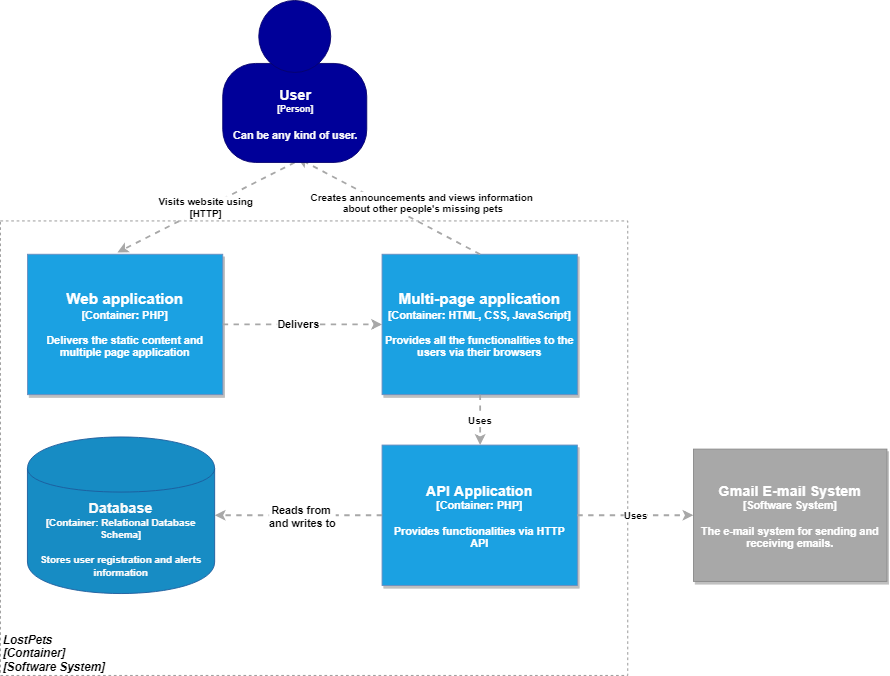 User
[Person]
Can be any kind of user.
Visits website using
[HTTP]
Creates announcements and views information
about other people's missing pets
Web application
[Container: PHP]
Delivers the static content and
multiple page application
Delivers
Multi-page application
[Container: HTML, CSS, JavaScript]
Provides all the functionalities to the
users via their browsers
Uses
Database
[Container: Relational Database
Schema]
Stores user registration and alerts
information
Reads from
and writes to
API Application
[Container: PHP]
Provides functionalities via HTTP
API
Uses
Gmail E-mail System
[Software System]
The e-mail system for sending and
receiving emails.
LostPets
[Container]
[Software System]